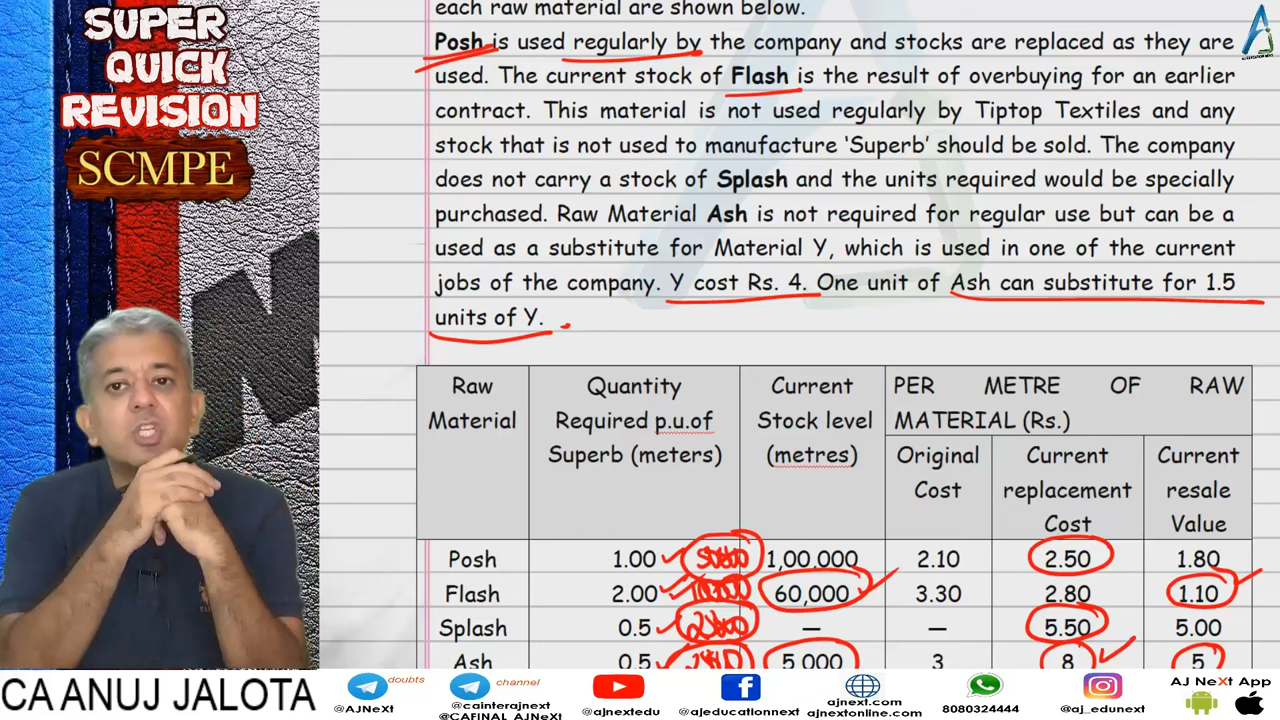 SUPER
QUICK
REVISION
SCMPE
each raw material are shown below.
Posh is used regularly by the company and stocks are replaced as they are
used. The current stock of Flash is the result of overbuying for an earlier
contract. This material is not used regularly by Tiptop Textiles and any
stock that is not used to manufacture ‘Superb’ should be sold. The company
does not carry a stock of Splash and the units required would be specially
purchased. Raw Material Ash is not required for regular use but can be a
used as a substitute for Material Y, which is used in one of the current
jobs of the company. Y cost Rs. 4. One unit of Ash can substitute for 1.5
units of Y.
Raw Material
Quantity Required p.u.of Superb (meters)
Current Stock level (metres)
PER METRE OF RAW MATERIAL (Rs.)
Original Cost
Current replacement Cost
Current resale Value
Posh 1.00 1,00,000 2.10 2.50 1.80
Flash 2.00 60,000 3.30 2.80 1.10
Splash 0.5 — — 5.50 5.00
Ash 0.5 5,000 3 8 5
CA ANUJ JALOTA
doubts
@AJNeXt
channel
@cainterajnext
@CAFINAL_AJNeXt
@ajnextedu
@ajeducationnext
ajnext.com
ajnextonline.com
8080324444
@aj_edunext
AJ NeXt App